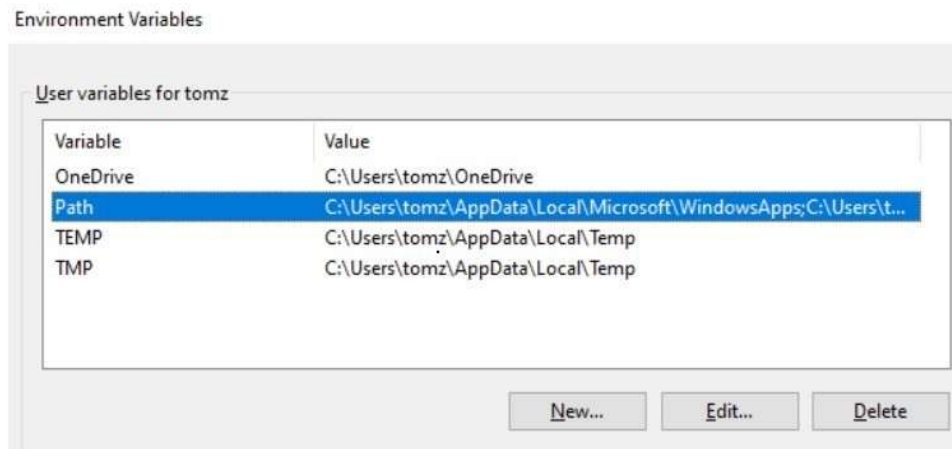 Environment Variables
User variables for tomz
Variable Value
OneDrive C:\Users\tomz\OneDrive
Path C:\Users\tomz\AppData\Local\Microsoft\WindowsApps;C:\Users\t...
TEMP C:\Users\tomz\AppData\Local\Temp
TMP C:\Users\tomz\AppData\Local\Temp
New... Edit... Delete